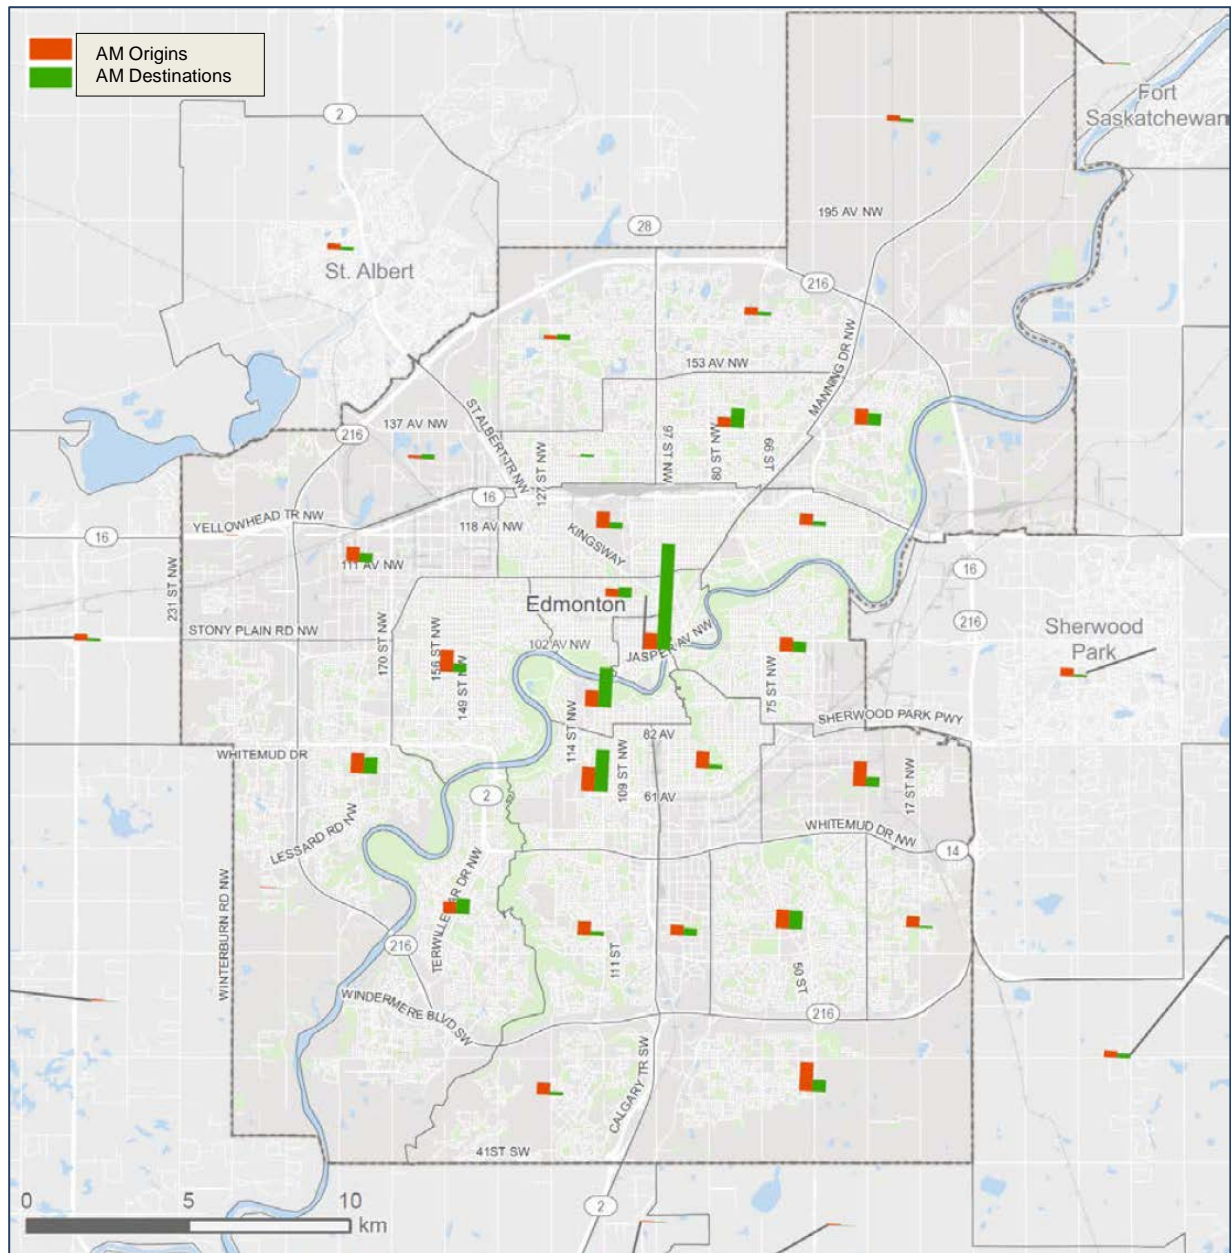 AM Origins
AM Destinations
Fort
Saskatchewan
2
195 AV NW
28
St. Albert
216
153 AV NW
MANNING DR NW
ST ALBERT TR NW
137 AV NW
216
97 ST NW
80 ST NW
66 ST
127 ST NW
16
YELLOWHEAD TR NW
118 AV NW
KINGSWAY
16
111 AV NW
16
231 ST NW
Edmonton
216
STONY PLAIN RD NW
Sherwood
Park
170 ST NW
156 ST NW
102 AV NW
JASPER AV NW
149 ST NW
75 ST NW
114 ST NW
SHERWOOD PARK PWY
82 AV
WHITEMUD DR
109 ST NW
17 ST NW
2
61 AV
LESSARD RD NW
WHITEMUD DR NW
14
WINTERBURN RD NW
TERWILLEGAR DR NW
216
111 ST
50 ST
WINDERMERE BLVD SW
216
CALGARY TR SW
41ST SW
0
5
10
km
2